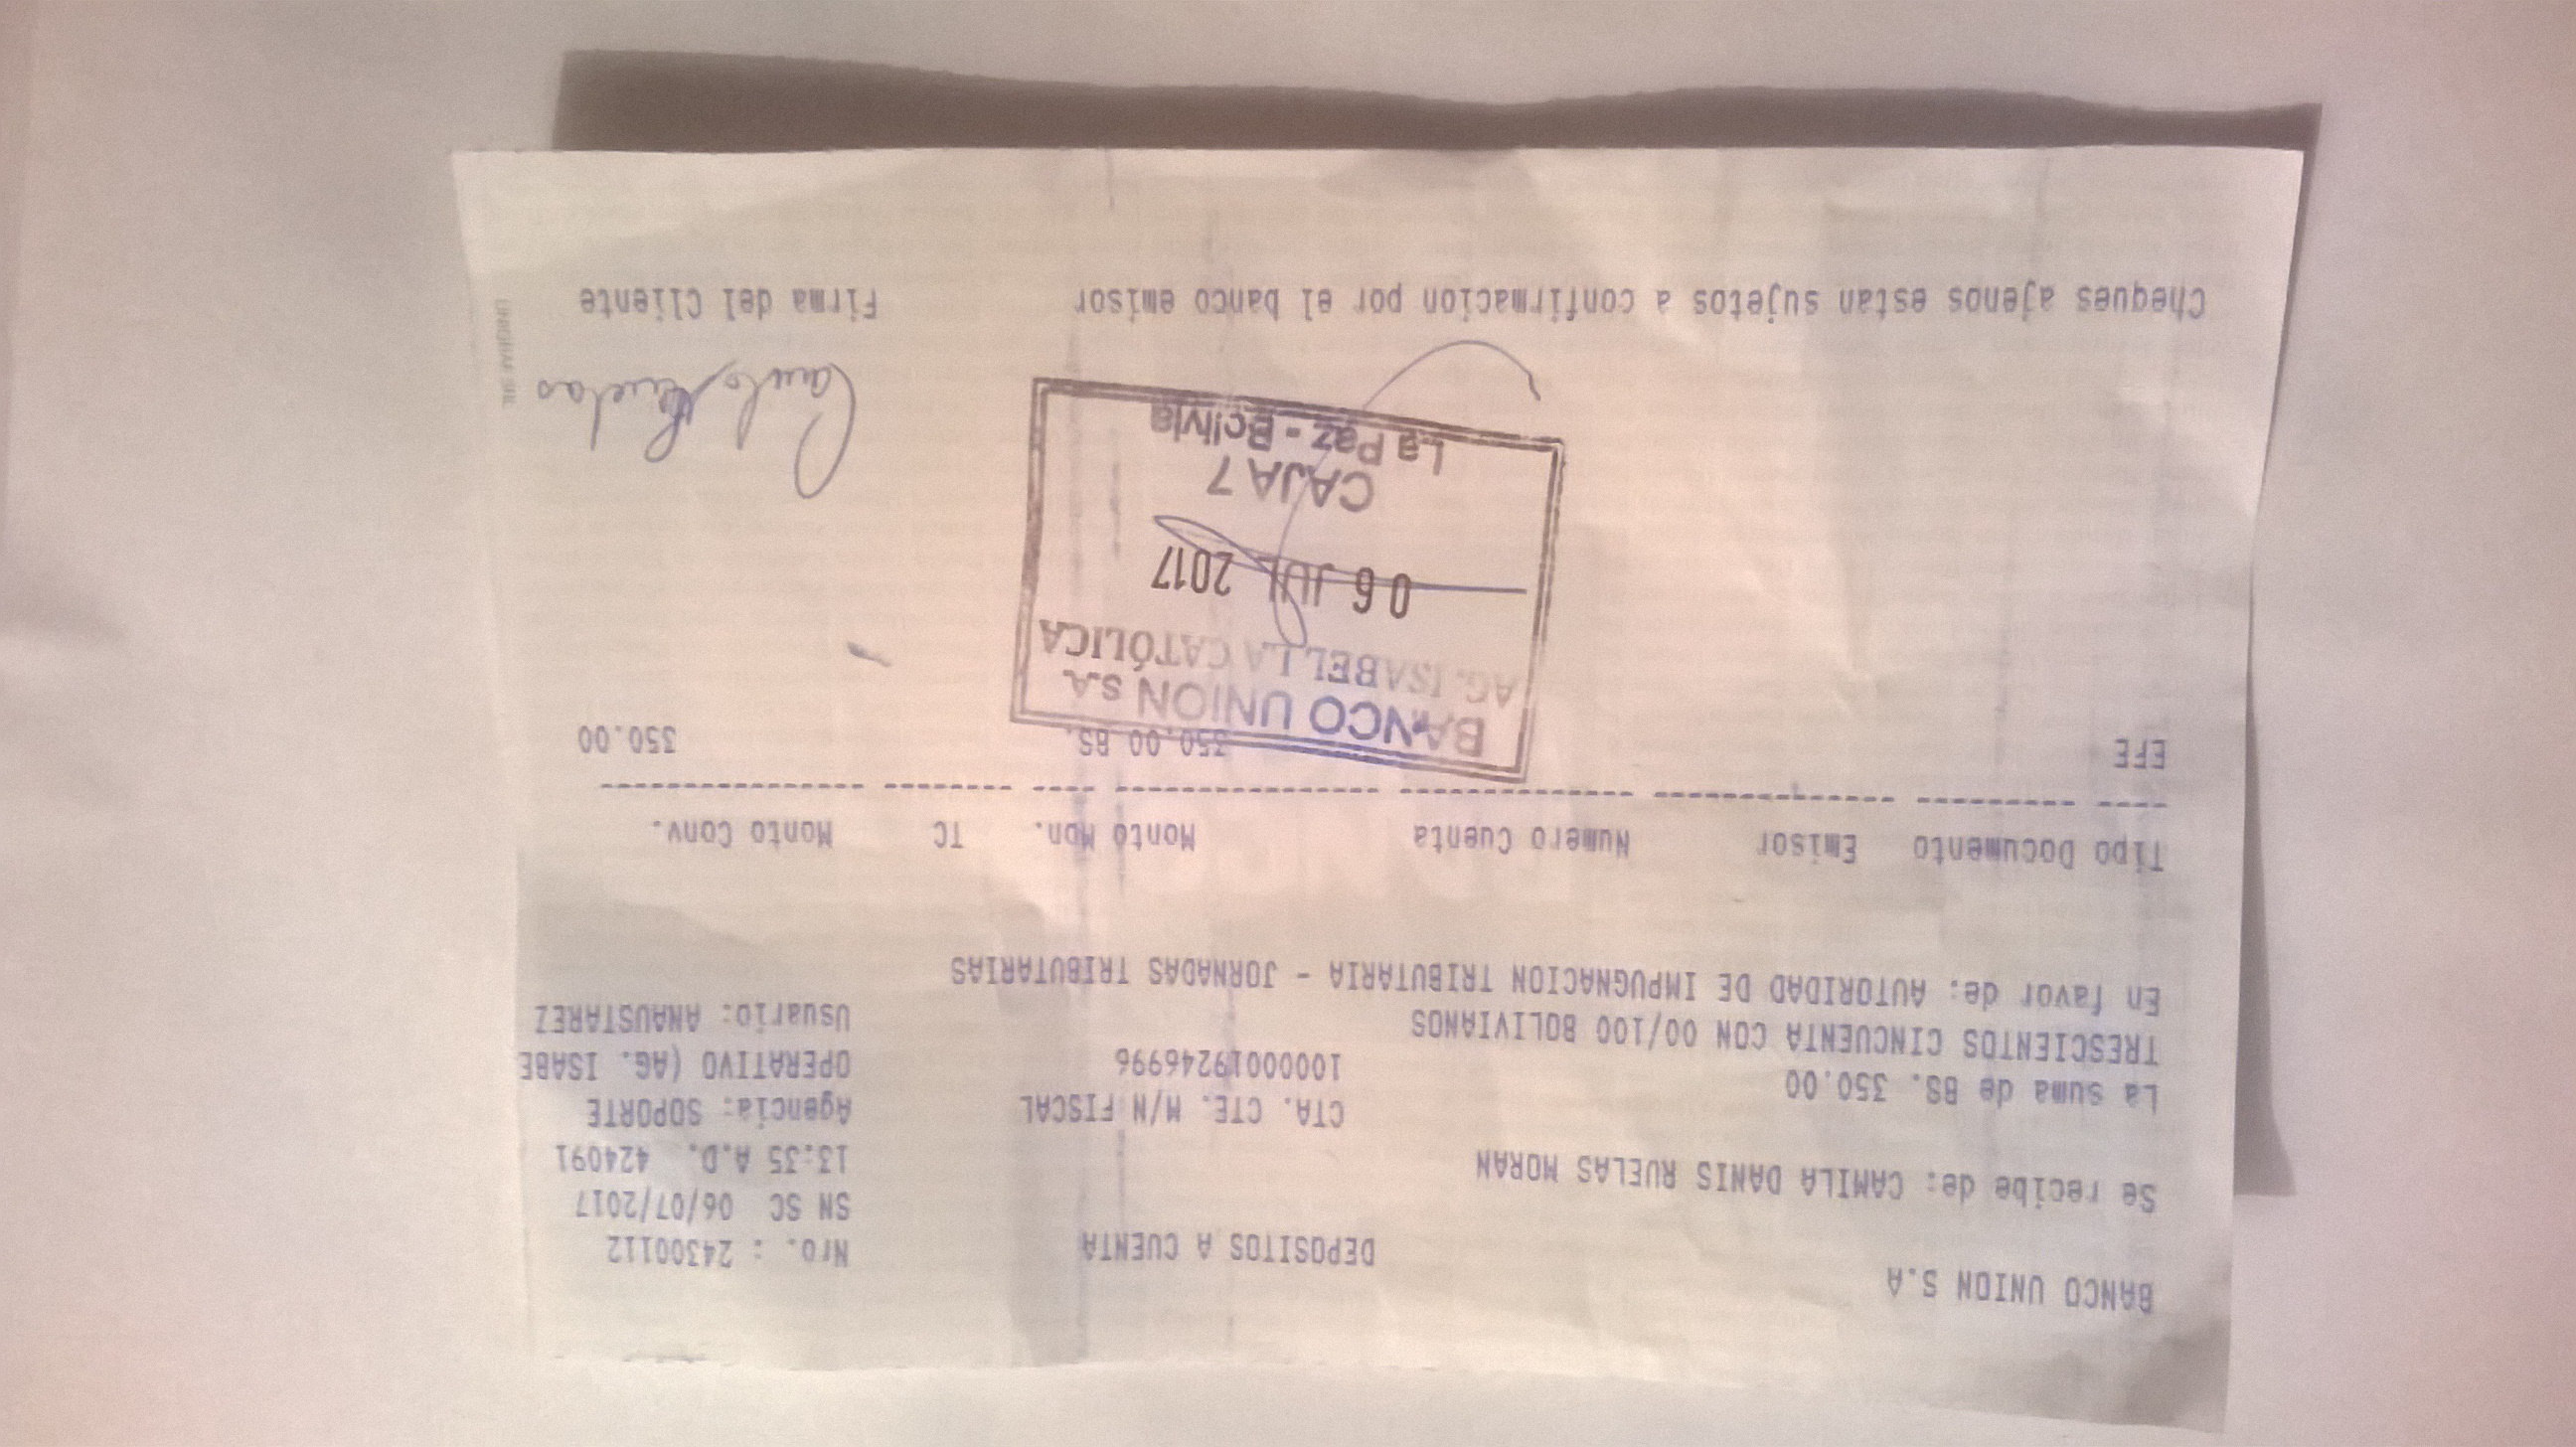 BANCO UNION S.A
DEPOSITOS A CUENTA
Nro. : 24300112
SN SC 06/07/2017
Se recibe de: CAMILA DANIS RUELAS MORAN
13:35 A.D. 424091
CTA. CTE. M/N FISCAL
Agencia: SOPORTE
La suma de BS. 350.00
10000019246996
OPERATIVO (AG. ISABE
TRESCIENTOS CINCUENTA CON 00/100 BOLIVIANOS
Usuario: ANAUSTAREZ
En favor de: AUTORIDAD DE IMPUGNACION TRIBUTARIA - JORNADAS TRIBUTARIAS
Tipo Documento Emisor Numero Cuenta Monto Mon. TC Monto Conv.
EFE 350.00 BS. 350.00
BANCO UNION S.A.
AG. ISABEL LA CATÓLICA
06 JUL 2017
CAJA 7
La Paz - Bolivia
Cheques ajenos estan sujetos a confirmacion por el banco emisor
Firma del Cliente